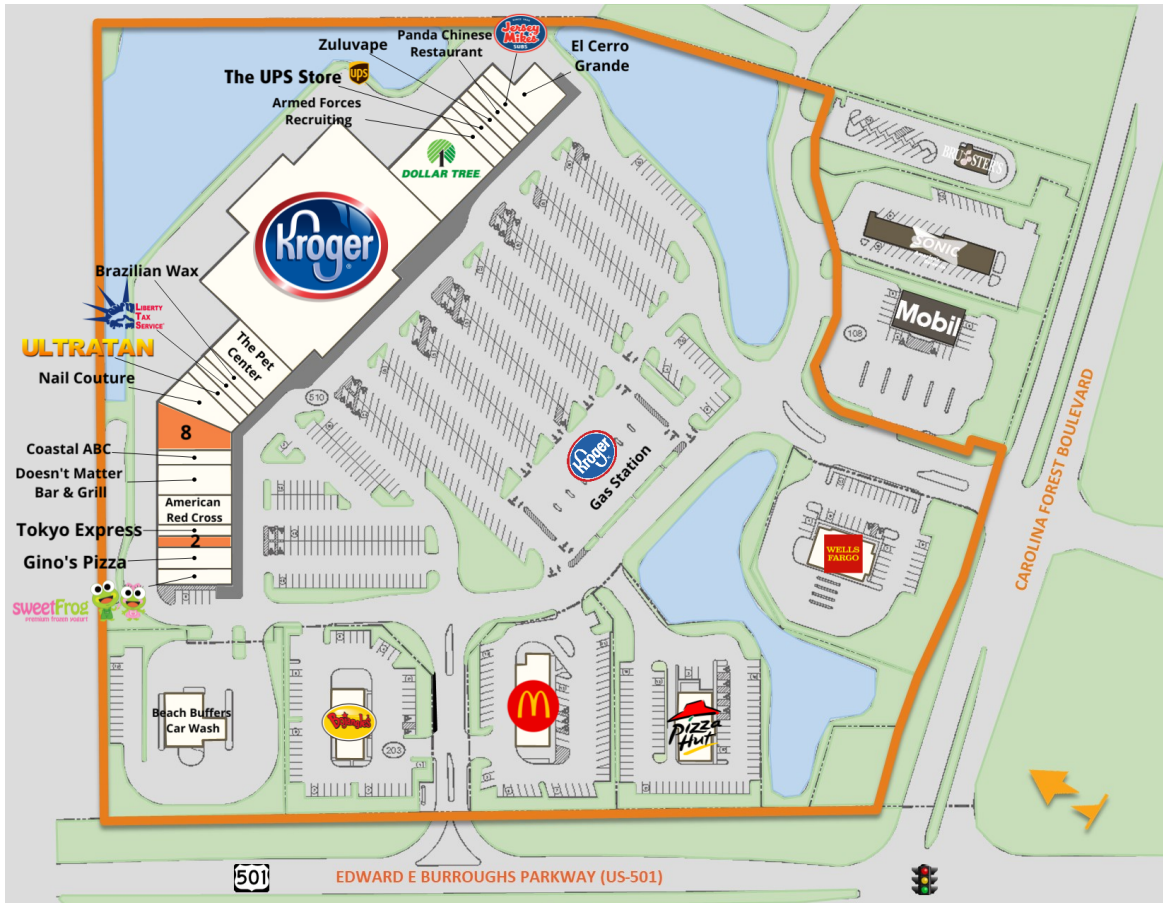 Jersey
Mike's
SUBS
Panda Chinese
Restaurant
Zuluvape
El Cerro
Grande
The UPS Store
ups
Armed Forces
Recruiting
DOLLAR TREE
BRUSTER'S
Kroger
SONIC
Brazilian Wax
LIBERTY
TAX
SERVICE
Mobil
ULTRATAN
The Pet
Center
108
Nail Couture
510
8
Coastal ABC
Kroger
Gas Station
Doesn't Matter
Bar & Grill
American
Red Cross
Tokyo Express
2
Gino's Pizza
WELLS
FARGO
CAROLINA FOREST BOULEVARD
sweetFrog
premium frozen yogurt
Beach Buffers
Car Wash
Bojangles
203
Pizza
Hut
501
EDWARD E BURROUGHS PARKWAY (US-501)